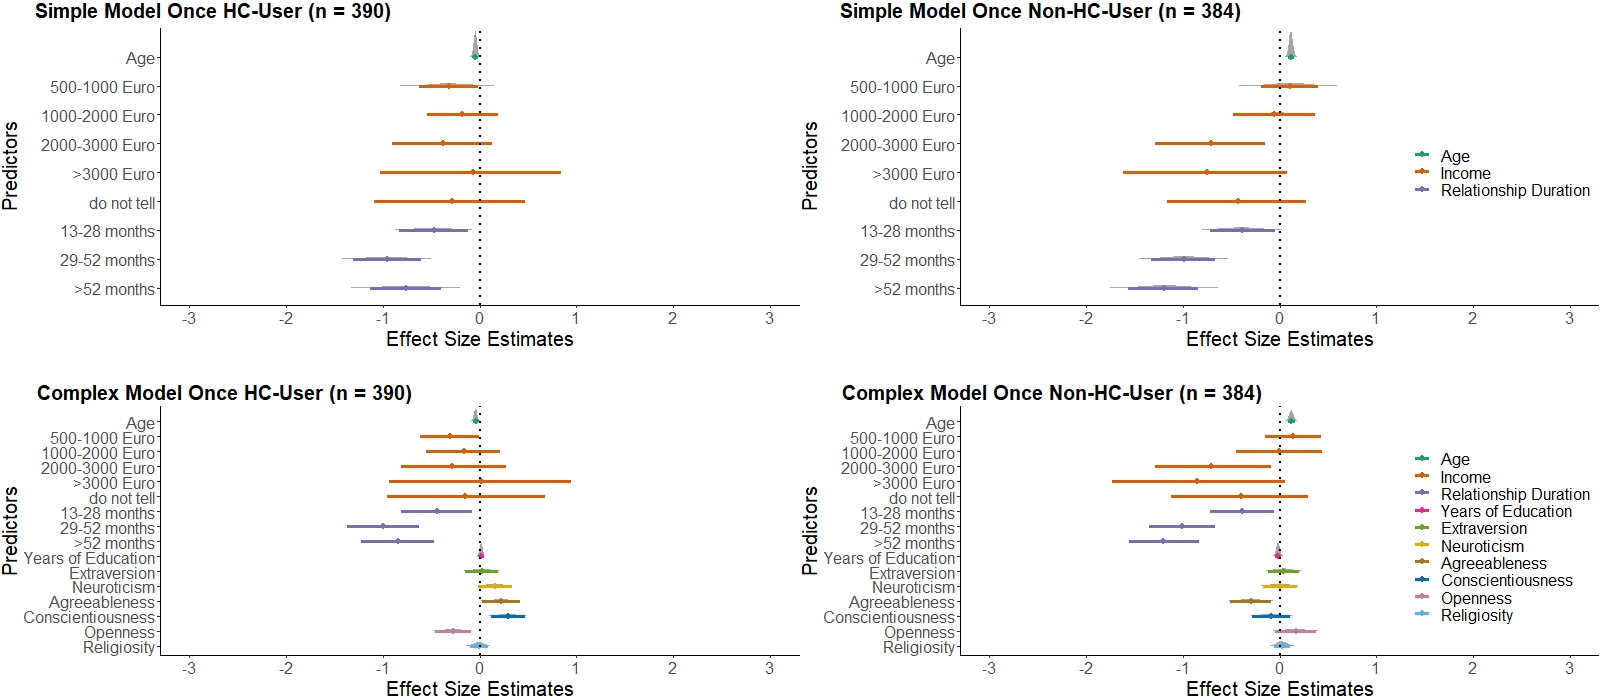 Simple Model Once HC-User (n = 390)
Predictors
Age
500-1000 Euro
1000-2000 Euro
2000-3000 Euro
>3000 Euro
do not tell
13-28 months
29-52 months
>52 months
-3 -2 -1 0 1 2 3
Effect Size Estimates
Simple Model Once Non-HC-User (n = 384)
Predictors
Age
500-1000 Euro
1000-2000 Euro
2000-3000 Euro
>3000 Euro
do not tell
13-28 months
29-52 months
>52 months
-3 -2 -1 0 1 2 3
Effect Size Estimates
Age
Income
Relationship Duration
Complex Model Once HC-User (n = 390)
Predictors
Age
500-1000 Euro
1000-2000 Euro
2000-3000 Euro
>3000 Euro
do not tell
13-28 months
29-52 months
>52 months
Years of Education
Extraversion
Neuroticism
Agreeableness
Conscientiousness
Openness
Religiosity
-3 -2 -1 0 1 2 3
Effect Size Estimates
Complex Model Once Non-HC-User (n = 384)
Predictors
Age
500-1000 Euro
1000-2000 Euro
2000-3000 Euro
>3000 Euro
do not tell
13-28 months
29-52 months
>52 months
Years of Education
Extraversion
Neuroticism
Agreeableness
Conscientiousness
Openness
Religiosity
-3 -2 -1 0 1 2 3
Effect Size Estimates
Age
Income
Relationship Duration
Years of Education
Extraversion
Neuroticism
Agreeableness
Conscientiousness
Openness
Religiosity